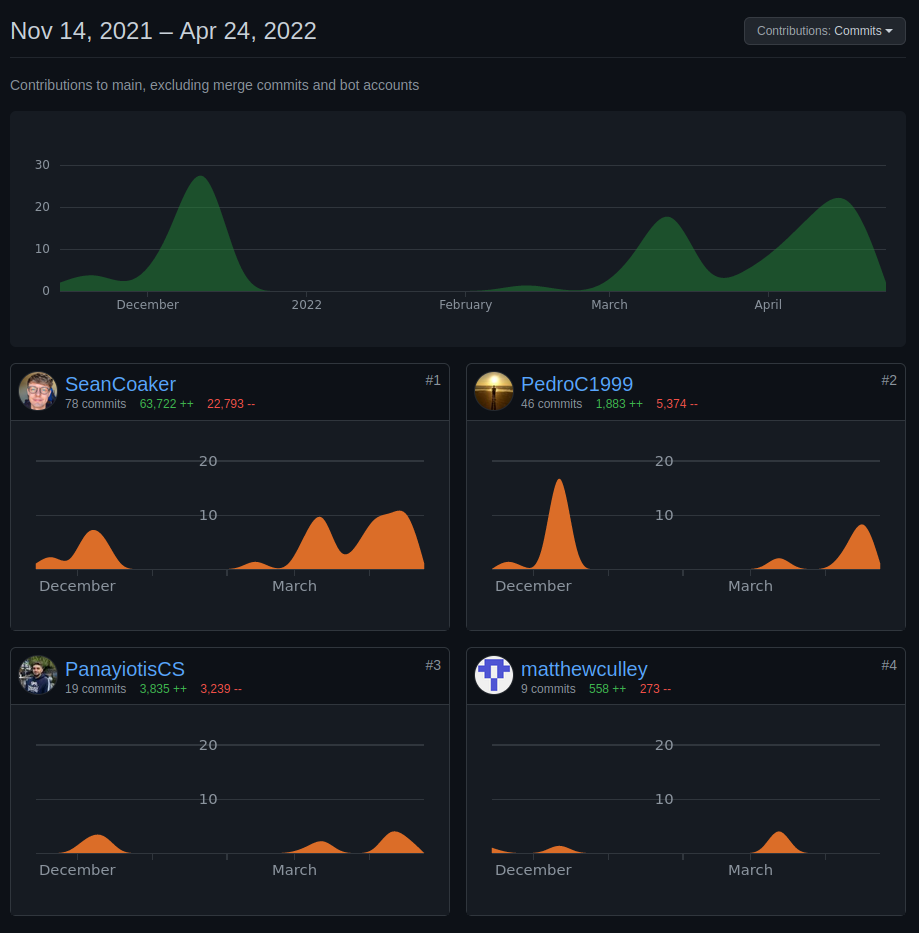 Nov 14, 2021 – Apr 24, 2022
Contributions: Commits
Contributions to main, excluding merge commits and bot accounts
30
20
10
0
December 2022 February March April
SeanCoaker #1
78 commits 63,722 ++ 22,793 --
20
10
December March
PedroC1999 #2
46 commits 1,883 ++ 5,374 --
20
10
December March
PanayiotisCS #3
19 commits 3,835 ++ 3,239 --
20
10
December March
matthewculley #4
9 commits 558 ++ 273 --
20
10
December March